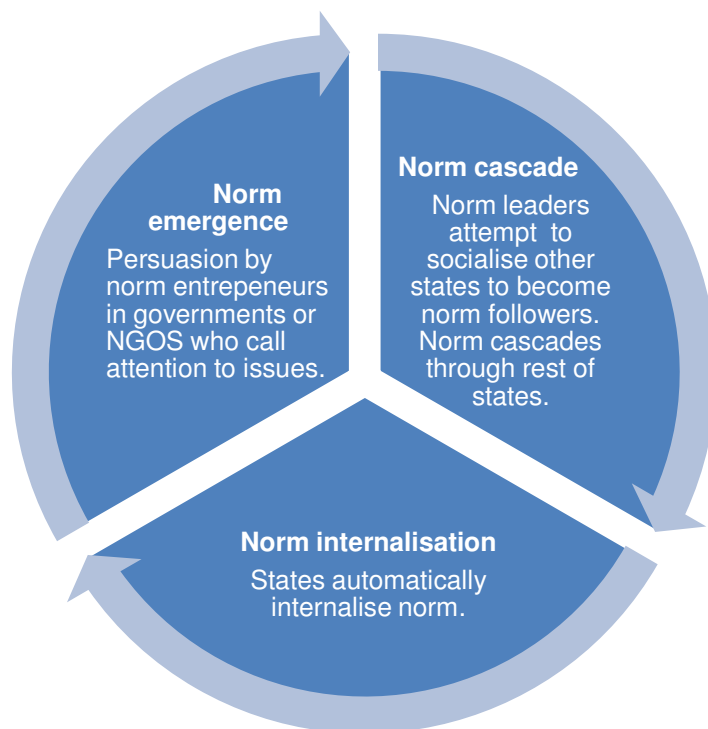 Norm
emergence
Persuasion by
norm entrepeneurs
in governments or
NGOS who call
attention to issues.
Norm cascade
Norm leaders
attempt to
socialise other
states to become
norm followers.
Norm cascades
through rest of
states.
Norm internalisation
States automatically
internalise norm.